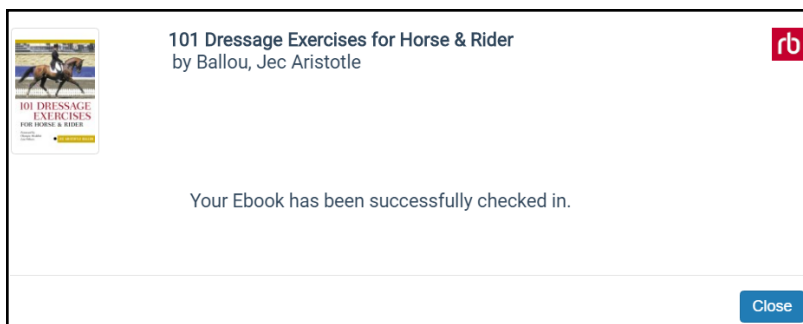 101 Dressage Exercises for Horse & Rider
by Ballou, Jec Aristotle
rb
101 DRESSAGE
EXERCISES
FOR HORSE & RIDER
Your Ebook has been successfully checked in.
Close